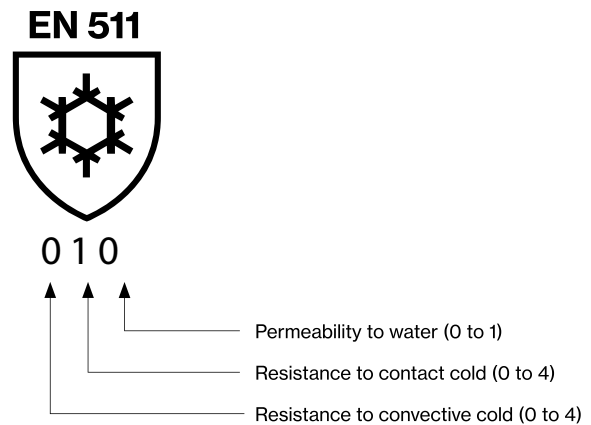 EN 511
0 1 0
Permeability to water (0 to 1)
Resistance to contact cold (0 to 4)
Resistance to convective cold (0 to 4)